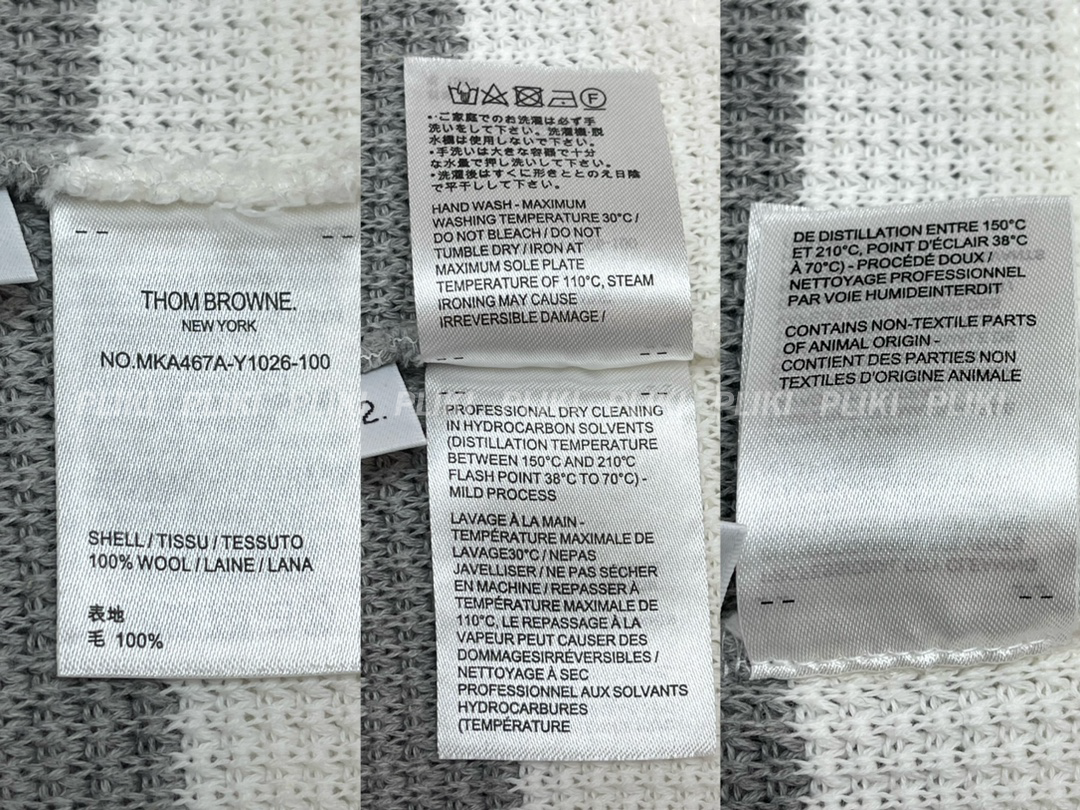 THOM BROWNE.
NEW YORK
NO.MKA467A-Y1026-100
SHELL / TISSU / TESSUTO
100% WOOL / LAINE / LANA
表地
毛 100%
F
・ご家庭でのお洗濯は必ず手
洗いをして下さい。洗濯機・脱
水機は使用しないで下さい。
・手洗いは大きな容器で十分
な水量で押し洗いして下さい。
・洗濯後はすぐに形をととのえ日陰
で平干しして下さい。
HAND WASH - MAXIMUM
WASHING TEMPERATURE 30°C /
DO NOT BLEACH / DO NOT
TUMBLE DRY / IRON AT
MAXIMUM SOLE PLATE
TEMPERATURE OF 110°C, STEAM
IRONING MAY CAUSE
IRREVERSIBLE DAMAGE /
2.
PROFESSIONAL DRY CLEANING
IN HYDROCARBON SOLVENTS
(DISTILLATION TEMPERATURE
BETWEEN 150°C AND 210°C
FLASH POINT 38°C TO 70°C) -
MILD PROCESS
LAVAGE À LA MAIN -
TEMPÉRATURE MAXIMALE DE
LAVAGE30°C / NEPAS
JAVELLISER / NE PAS SÉCHER
EN MACHINE / REPASSER À
TEMPÉRATURE MAXIMALE DE
110°C, LE REPASSAGE À LA
VAPEUR PEUT CAUSER DES
DOMMAGESIRRÉVERSIBLES /
NETTOYAGE À SEC
PROFESSIONNEL AUX SOLVANTS
HYDROCARBURES
(TEMPÉRATURE
DE DISTILLATION ENTRE 150°C
ET 210°C, POINT D'ÉCLAIR 38°C
À 70°C) - PROCÉDÉ DOUX /
NETTOYAGE PROFESSIONNEL
PAR VOIE HUMIDEINTERDIT
CONTAINS NON-TEXTILE PARTS
OF ANIMAL ORIGIN -
CONTIENT DES PARTIES NON
TEXTILES D'ORIGINE ANIMALE
PLIKI PLIKI PLIKI PLIKI PLIKI PLIKI